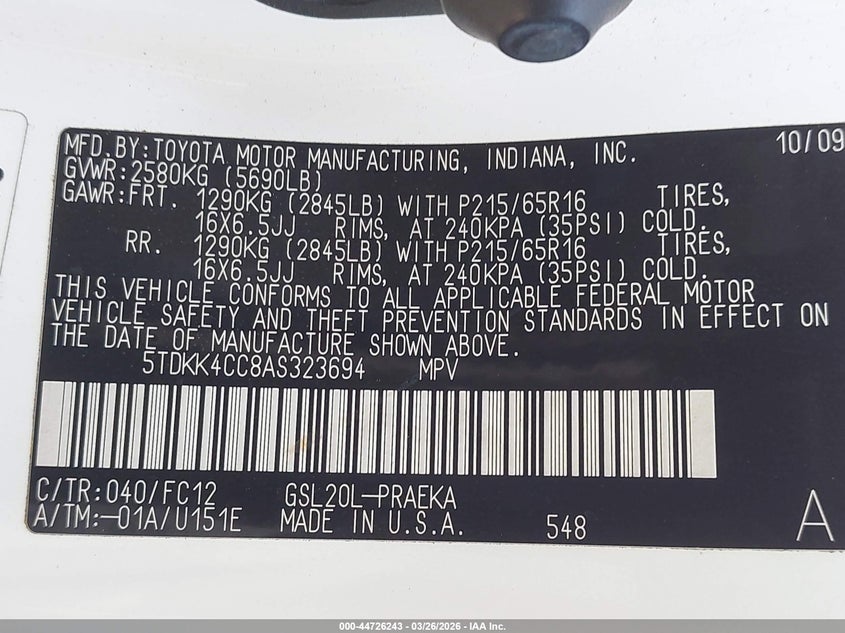 MFD.BY:TOYOTA MOTOR MANUFACTURING, INDIANA, INC. 10/09
GVWR:2580KG (5690LB)
GAWR:FRT. 1290KG (2845LB) WITH P215/65R16 TIRES,
16X6.5JJ RIMS, AT 240KPA (35PSI) COLD.
RR. 1290KG (2845LB) WITH P215/65R16 TIRES,
16X6.5JJ RIMS, AT 240KPA (35PSI) COLD.
THIS VEHICLE CONFORMS TO ALL APPLICABLE FEDERAL MOTOR
VEHICLE SAFETY AND THEFT PREVENTION STANDARDS IN EFFECT ON
THE DATE OF MANUFACTURE SHOWN ABOVE.
5TDKK4CC8AS323694 MPV
C/TR:040/FC12 GSL20L-PRAEKA
A/TM:-01A/U151E MADE IN U.S.A. 548 A
000-44726243 | 03/26/2026 | IAA Inc.